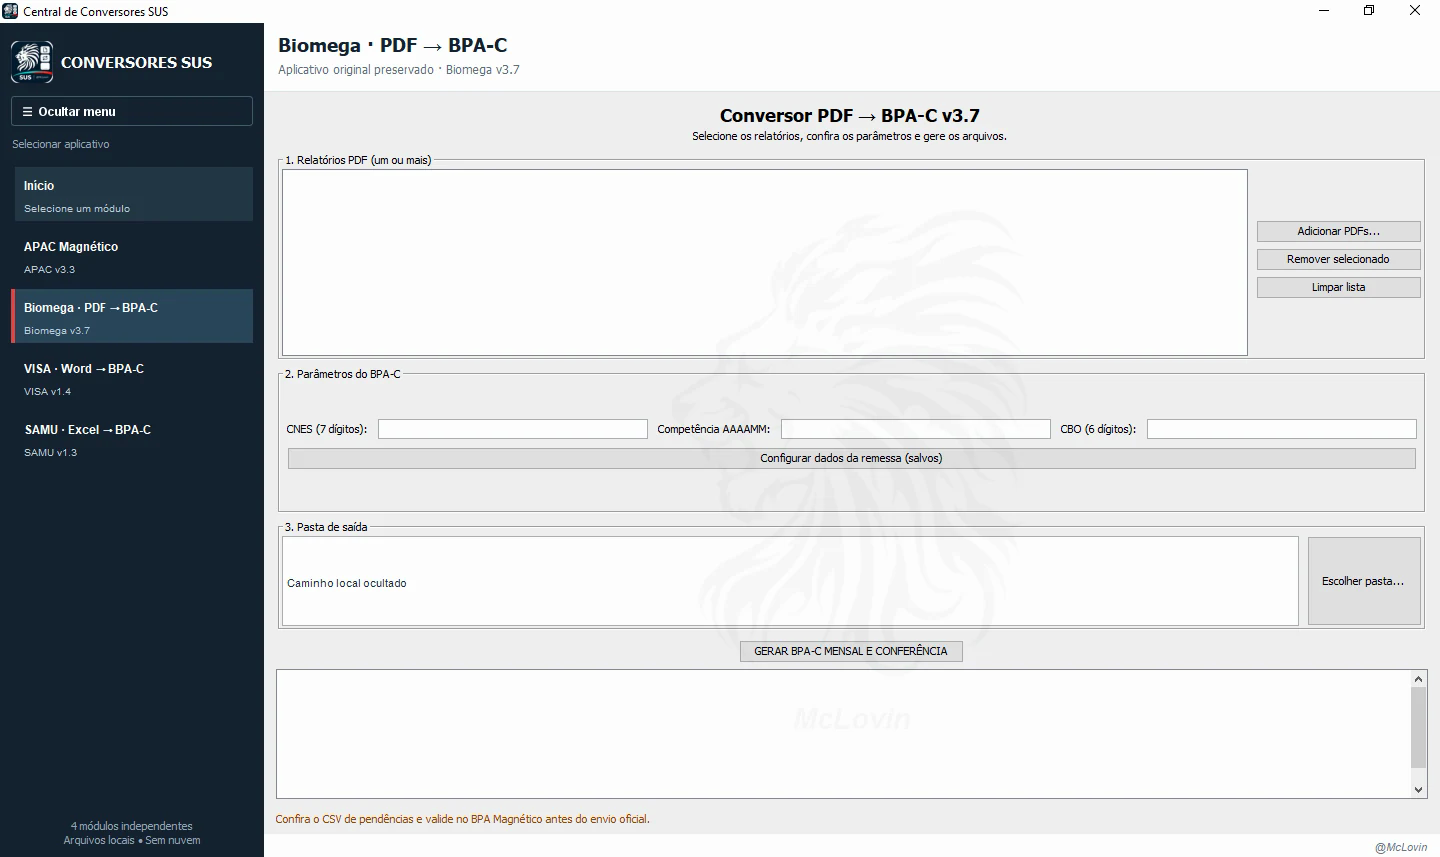 Central de Conversores SUS
SUS
CONVERSORES SUS
☰ Ocultar menu
Selecionar aplicativo
Início
Selecione um módulo
APAC Magnético
APAC v3.3
Biomega · PDF → BPA-C
Biomega v3.7
VISA · Word → BPA-C
VISA v1.4
SAMU · Excel → BPA-C
SAMU v1.3
4 módulos independentes
Arquivos locais • Sem nuvem
Biomega · PDF → BPA-C
Aplicativo original preservado · Biomega v3.7
Conversor PDF → BPA-C v3.7
Selecione os relatórios, confira os parâmetros e gere os arquivos.
1. Relatórios PDF (um ou mais)
Adicionar PDFs...
Remover selecionado
Limpar lista
2. Parâmetros do BPA-C
CNES (7 dígitos): Competência AAAAMM: CBO (6 dígitos):
Configurar dados da remessa (salvos)
3. Pasta de saída
Caminho local ocultado
Escolher pasta...
GERAR BPA-C MENSAL E CONFERÊNCIA
McLovin
Confira o CSV de pendências e valide no BPA Magnético antes do envio oficial.
@McLovin